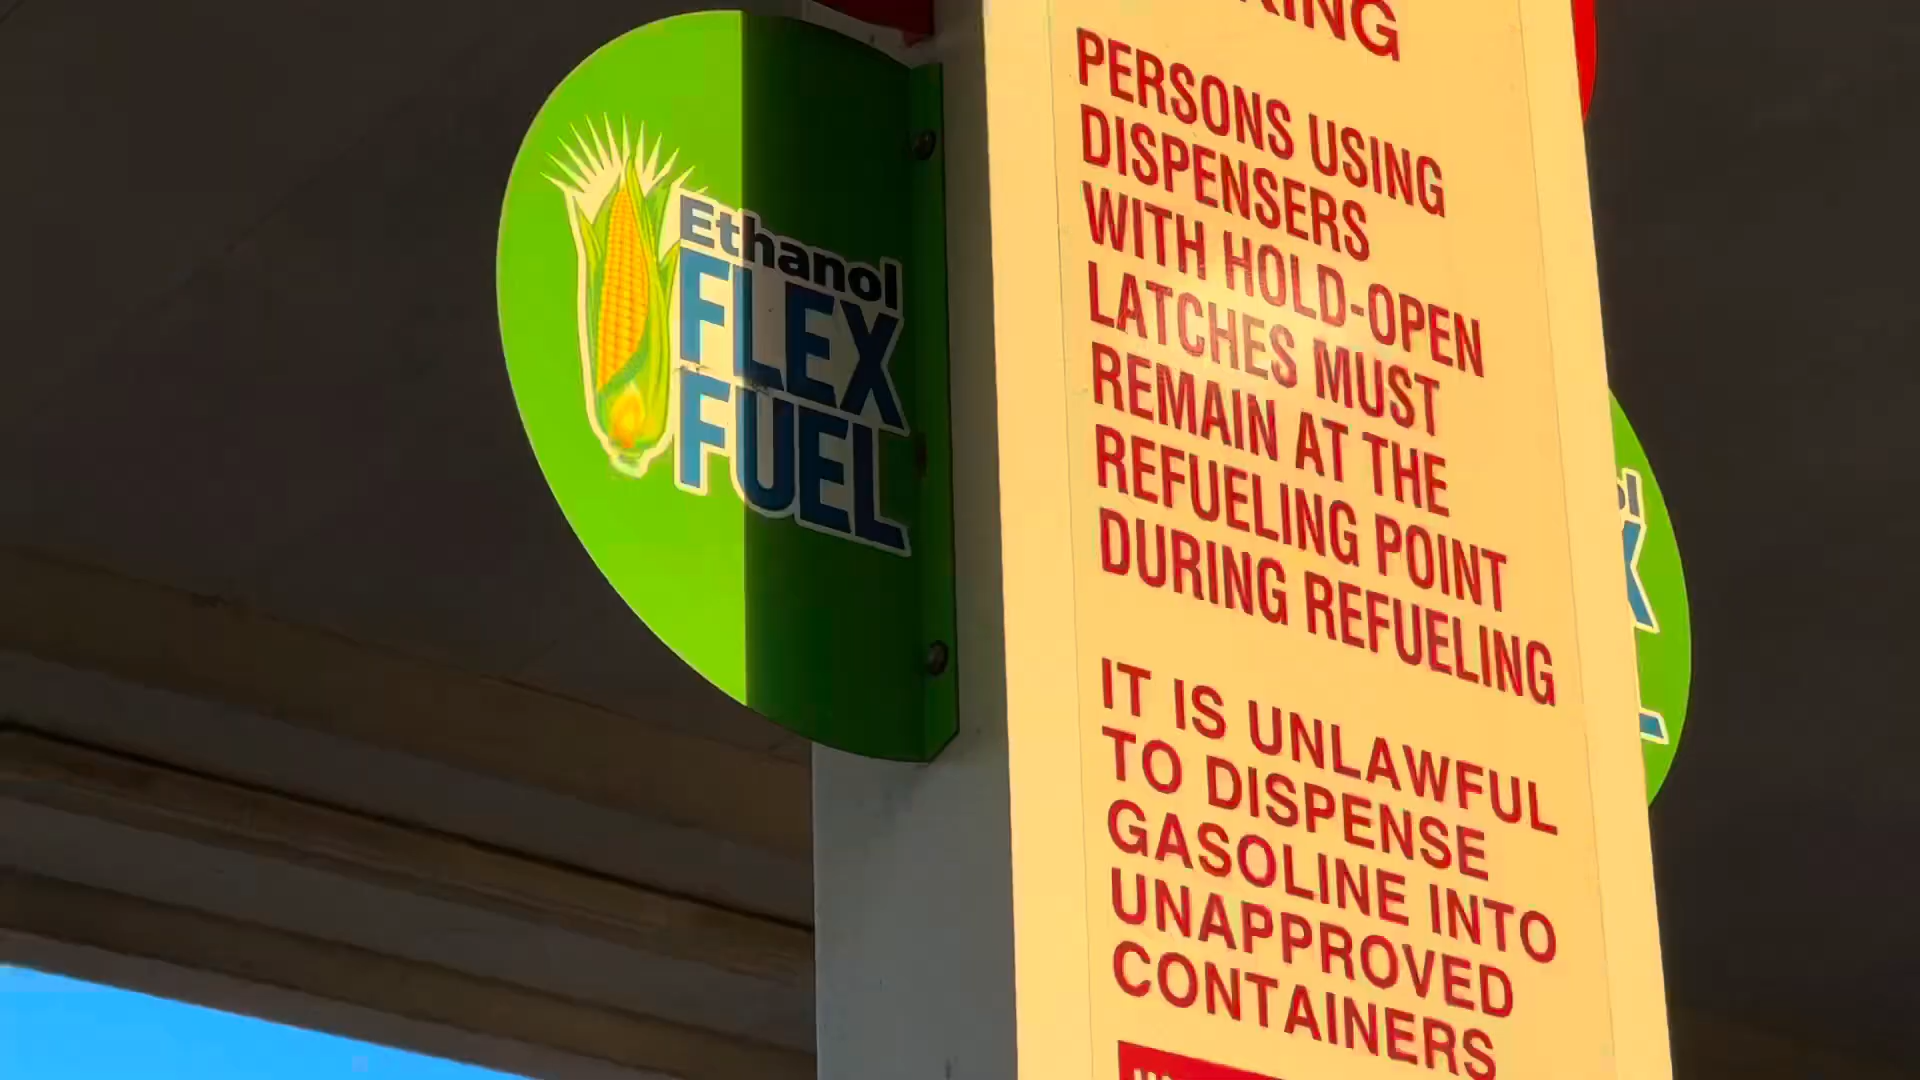 Ethanol
FLEX
FUEL
PERSONS USING
DISPENSERS
WITH HOLD-OPEN
LATCHES MUST
REMAIN AT THE
REFUELING POINT
DURING REFUELING
IT IS UNLAWFUL
TO DISPENSE
GASOLINE INTO
UNAPPROVED
CONTAINERS